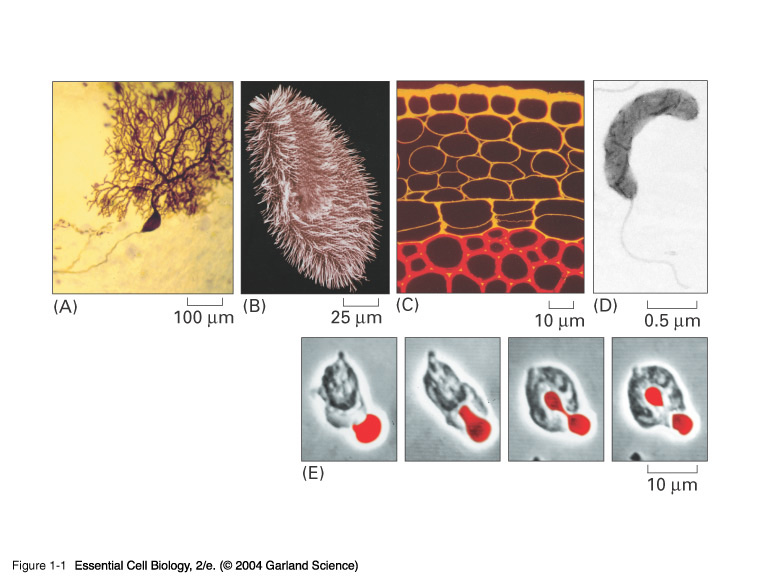 (A)
100 μm
(B)
25 μm
(C)
10 μm
(D)
0.5 μm
(E)
10 μm
Figure 1-1 Essential Cell Biology, 2/e. (© 2004 Garland Science)